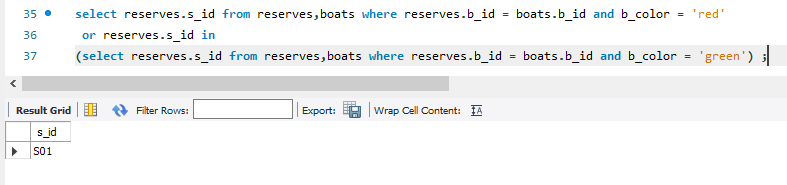 35 select reserves.s_id from reserves,boats where reserves.b_id = boats.b_id and b_color = 'red'
36 or reserves.s_id in
37 (select reserves.s_id from reserves,boats where reserves.b_id = boats.b_id and b_color = 'green') ;
Result Grid Filter Rows: Export: Wrap Cell Content: IA
s_id
S01